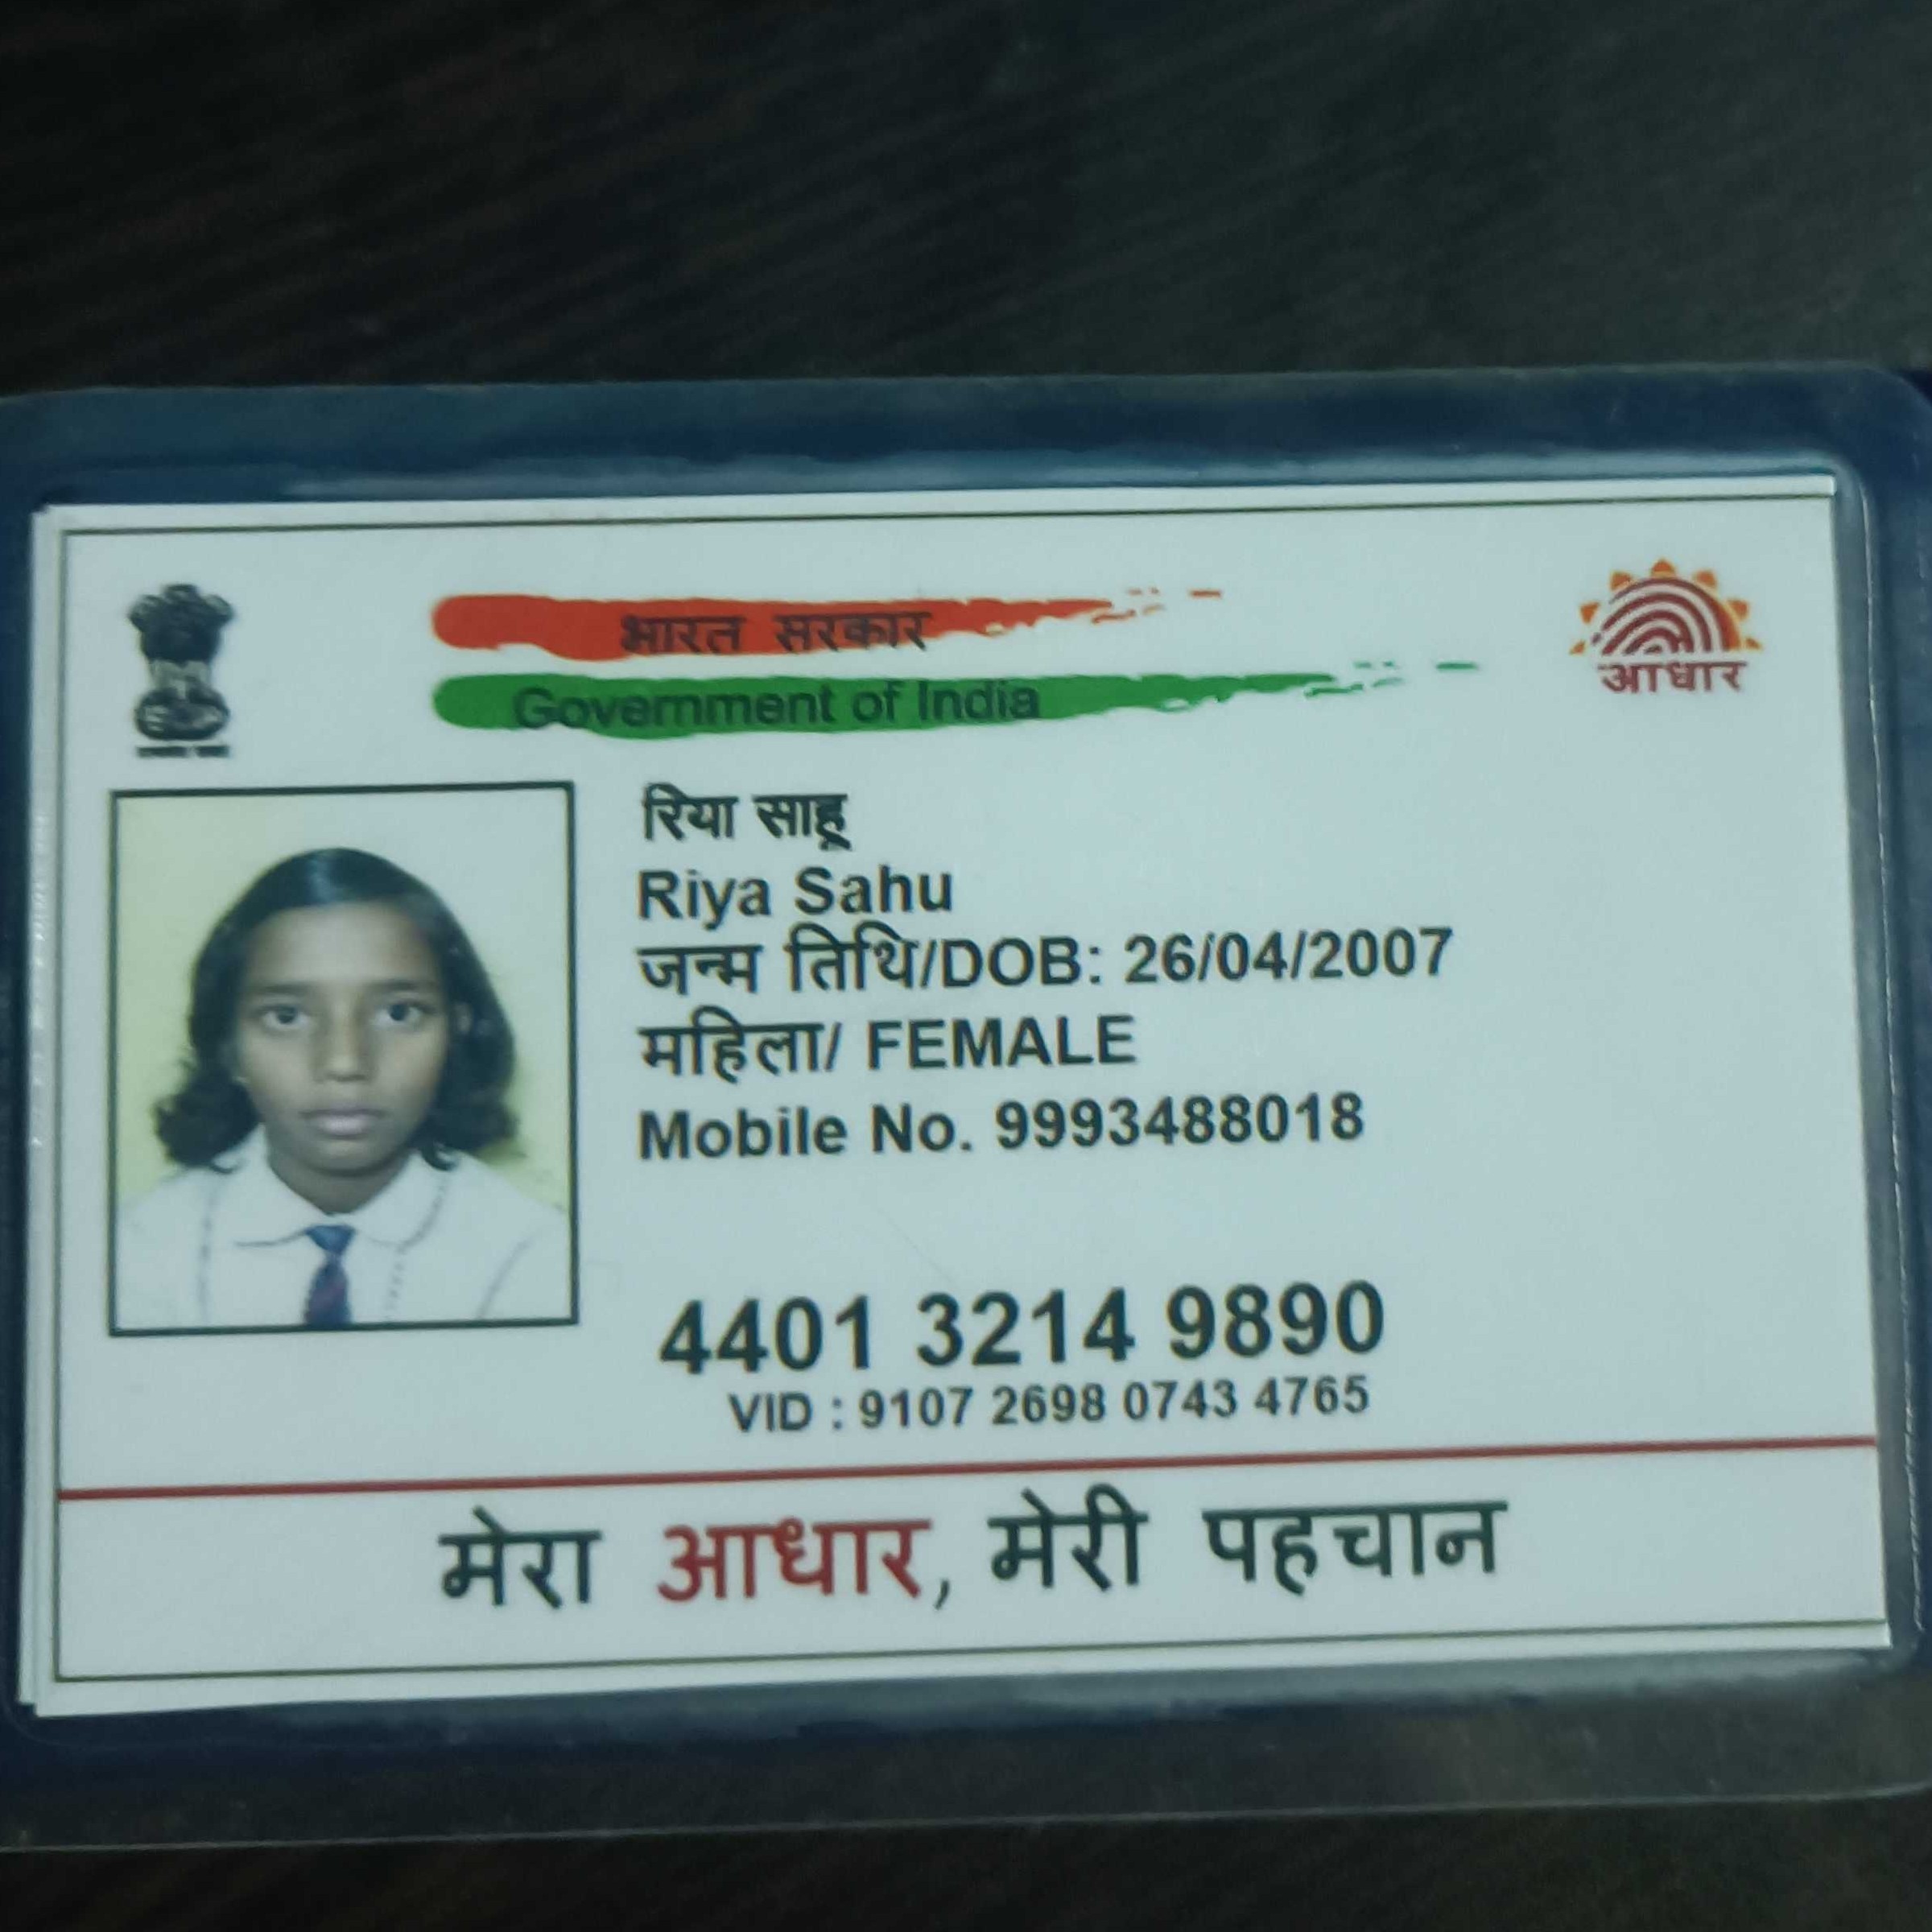 भारत सरकार
Government of India
आधार
रिया साहू
Riya Sahu
जन्म तिथि/DOB: 26/04/2007
महिला/ FEMALE
Mobile No. 9993488018
4401 3214 9890
VID : 9107 2698 0743 4765
मेरा आधार, मेरी पहचान